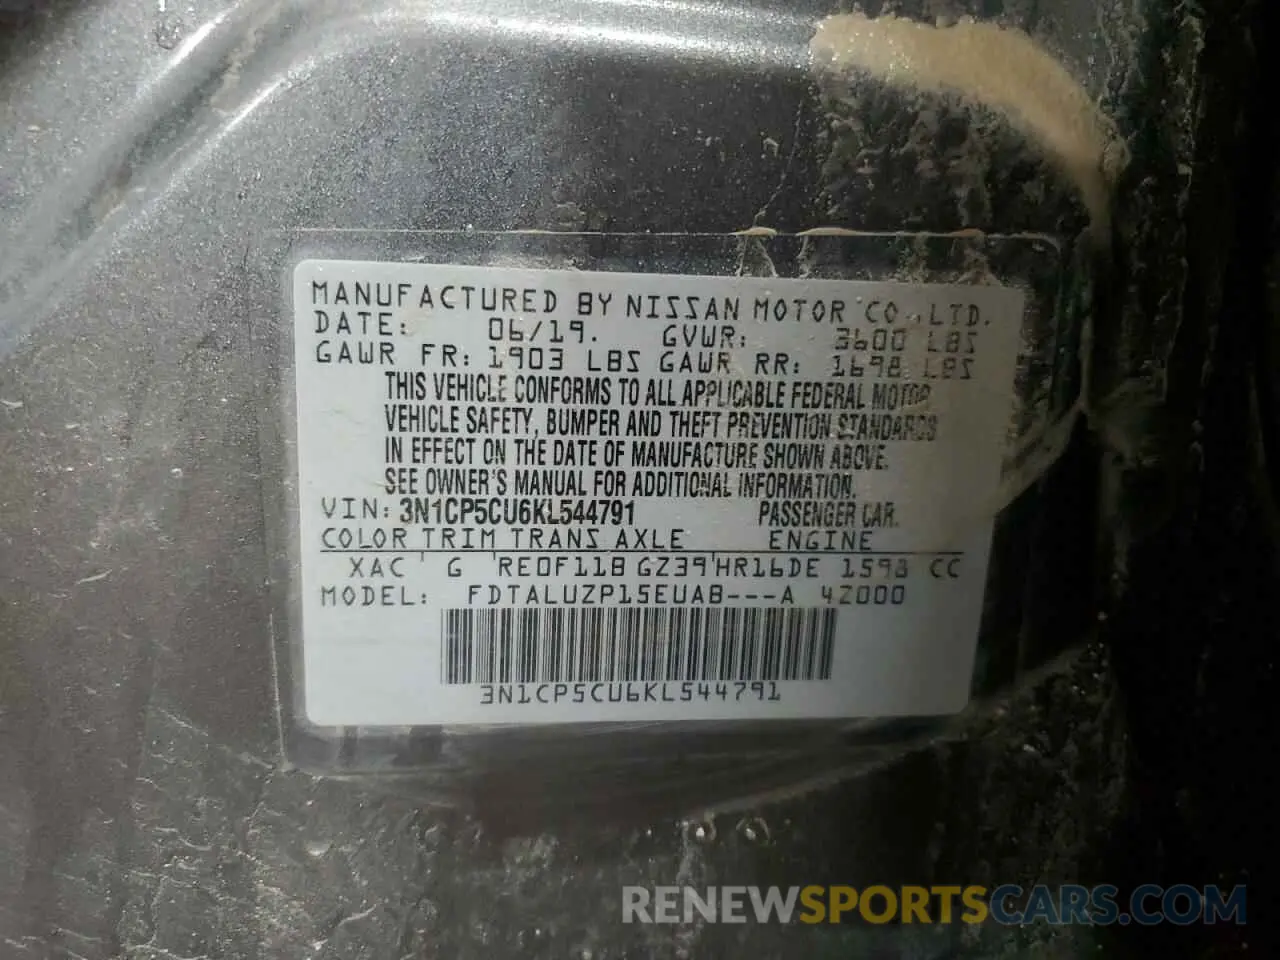 MANUFACTURED BY NISSAN MOTOR CO., LTD.
DATE: 06/19. GVWR: 3600 LBS
GAWR FR: 1903 LBS GAWR RR: 1698 LBS
THIS VEHICLE CONFORMS TO ALL APPLICABLE FEDERAL MOTOR
VEHICLE SAFETY, BUMPER AND THEFT PREVENTION STANDARDS
IN EFFECT ON THE DATE OF MANUFACTURE SHOWN ABOVE.
SEE OWNER'S MANUAL FOR ADDITIONAL INFORMATION.
VIN: 3N1CP5CU6KL544791 PASSENGER CAR.
COLOR TRIM TRANS AXLE ENGINE
XAC G RE0F11B GZ39 HR16DE 1598 CC
MODEL: FDTALUZP15EUAB---A 4Z000
3N1CP5CU6KL544791
RENEWSPORTSCARS.COM